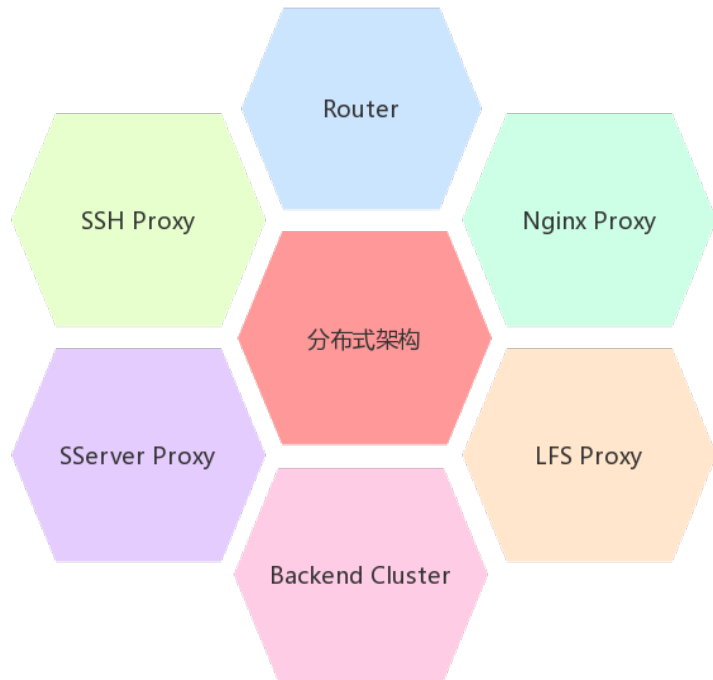 Router
SSH Proxy
Nginx Proxy
分布式架构
SServer Proxy
LFS Proxy
Backend Cluster